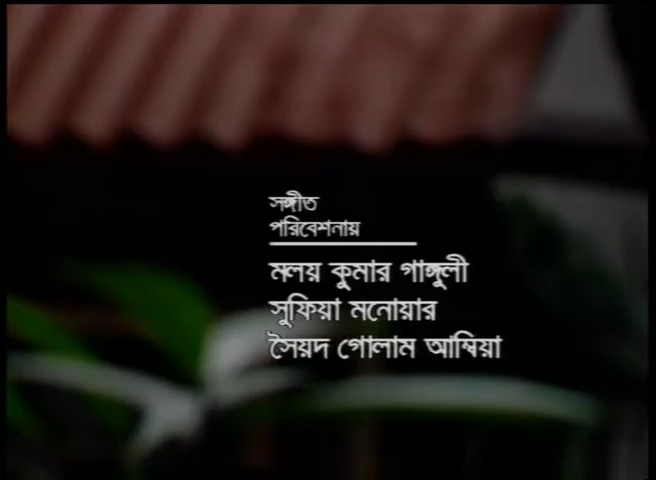 সঙ্গীত
পরিবেশনায়
মলয় কুমার গাঙ্গুলী
সুফিয়া মনোয়ার
সৈয়দ গোলাম আম্বিয়া